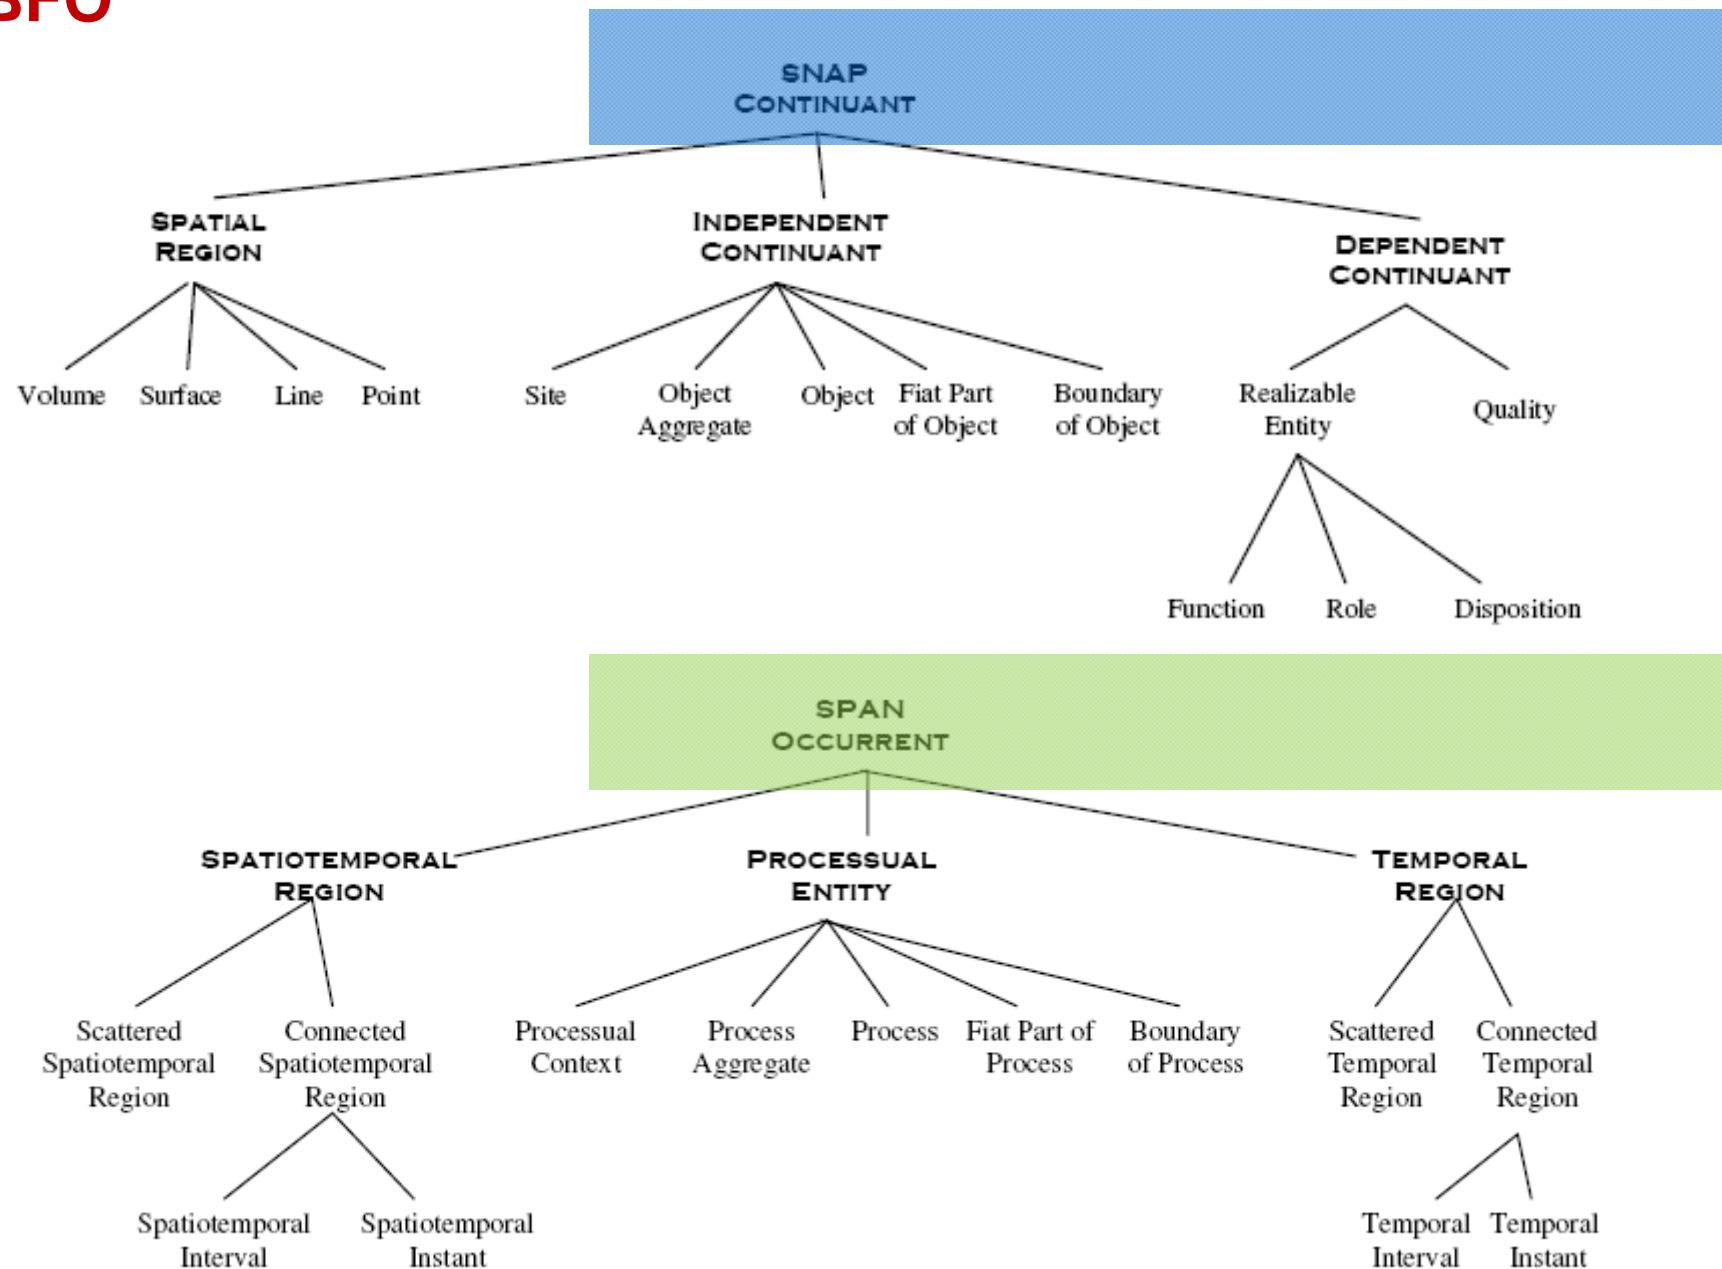 BFO
SNAP
CONTINUANT
SPATIAL
REGION
INDEPENDENT
CONTINUANT
DEPENDENT
CONTINUANT
Volume
Surface
Line
Point
Site
Object
Aggregate
Object
Fiat Part
of Object
Boundary
of Object
Realizable
Entity
Quality
Function
Role
Disposition
SPAN
OCCURRENT
SPATIOTEMPORAL
REGION
PROCESSUAL
ENTITY
TEMPORAL
REGION
Scattered
Spatiotemporal
Region
Connected
Spatiotemporal
Region
Processual
Context
Process
Aggregate
Process
Fiat Part of
Process
Boundary
of Process
Scattered
Temporal
Region
Connected
Temporal
Region
Spatiotemporal
Interval
Spatiotemporal
Instant
Temporal
Interval
Temporal
Instant